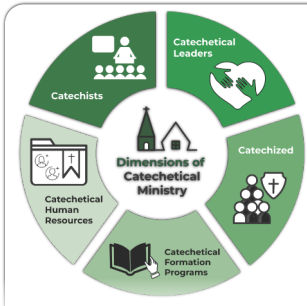 Catechists
Catechetical
Leaders
Catechized
Catechetical
Formation
Programs
Catechetical
Human
Resources
Dimensions of
Catechetical
Ministry